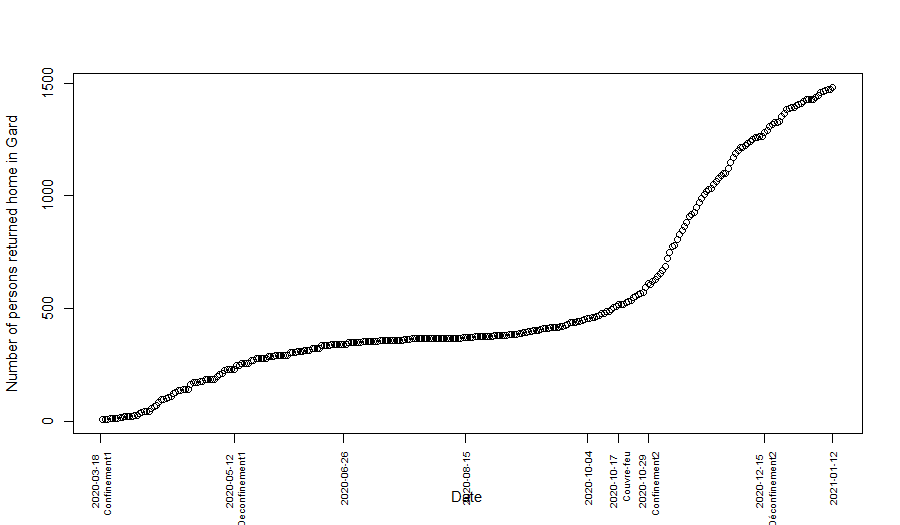 Number of persons returned home in Gard
1500
1000
500
0
2020-03-18
Confinement1
2020-05-12
Déconfinement1
2020-06-26
2020-08-15
2020-10-04
2020-10-17
Couvre-feu
2020-10-29
Confinement2
2020-12-15
Déconfinement2
2021-01-12
Date